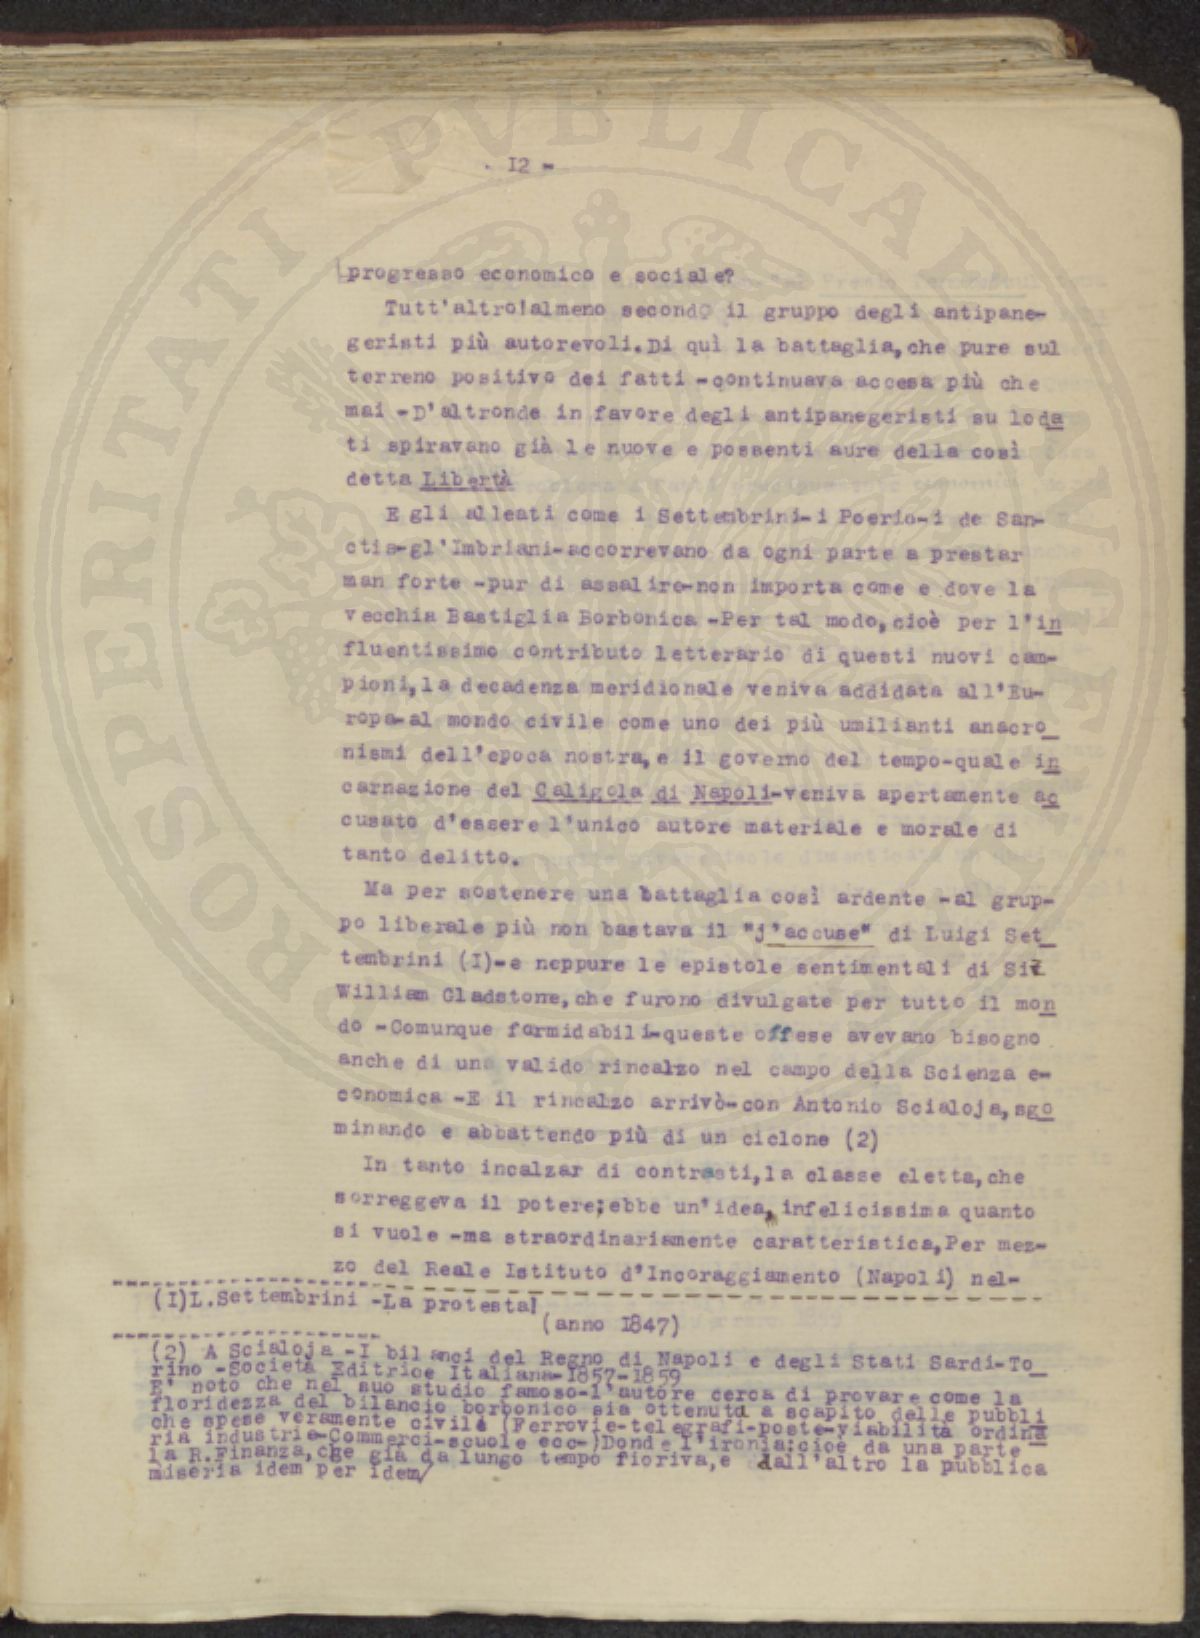 - I2 -
progresso economico e sociale?
Tutt'altro!almeno secondo il gruppo degli antipane-
geristi più autorevoli.Di quì la battaglia,che pure sul
terreno positivo dei fatti -continuava accesa più che
mai -D'altronde in favore degli antipanegeristi su loda
ti spiravano già le nuove e possenti aure della così
detta Libertà
E gli alleati come i Settembrini-i Poerio-i de San-
ctis-gl'Imbriani-accorrevano da ogni parte a prestar
man forte -pur di assalire-non importa come e dove la
vecchia Bastiglia Borbonica -Per tal modo,cioè per l'in
fluentissimo contributo letterario di questi nuovi cam-
pioni,la decadenza meridionale veniva addidata all'Eu-
ropa-al mondo civile come uno dei più umilianti anacro_
nismi dell'epoca nostra,e il governo del tempo-quale in
carnazione del Caligola di Napoli-veniva apertamente ac
cusato d'essere l'unico autore materiale e morale di
tanto delitto.
Ma per sostenere una battaglia così ardente -al grup-
po liberale più non bastava il "j'accuse" di Luigi Set_
tembrini (I)-e neppure le epistole sentimentali di Sir
William Gladstone,che furono divulgate per tutto il mon
do -Comunque formidabili-queste offese avevano bisogno
anche di una valido rincalzo nel campo della Scienza e-
conomica -E il rincalzo arrivò-con Antonio Scialoja,sgo
minando e abbattendo più di un ciclone (2)
In tanto incalzar di contrasti,la classe eletta,che
sorreggeva il potere;ebbe un'idea,infelicissima quanto
si vuole -ma straordinariamente caratteristica,Per mez-
zo del Reale Istituto d'Incoraggiamento (Napoli) nel-
(I)L.Settembrini -La protesta]
(anno I847)
(2) A Scialoja -I bilanci del Regno di Napoli e degli Stati Sardi-To_
rino -Società Editrice Italiana-I857-I859
E' noto che nel suo studio famoso-l'autore cerca di provare come la
floridezza del bilancio borbonico sia ottenuta a scapito delle pubbli
che spese veramente civili (Ferrovie-telegrafi-poste-viabilità ordina
ria industrie-Commerci-scuole ecc-)Donde l'ironia:cioè da una parte
la R.Finanza,che già da lungo tempo fioriva,e dall'altro la pubblica
miseria idem per idem/
PROSPERITATI PVBLICAE AVGENDAE